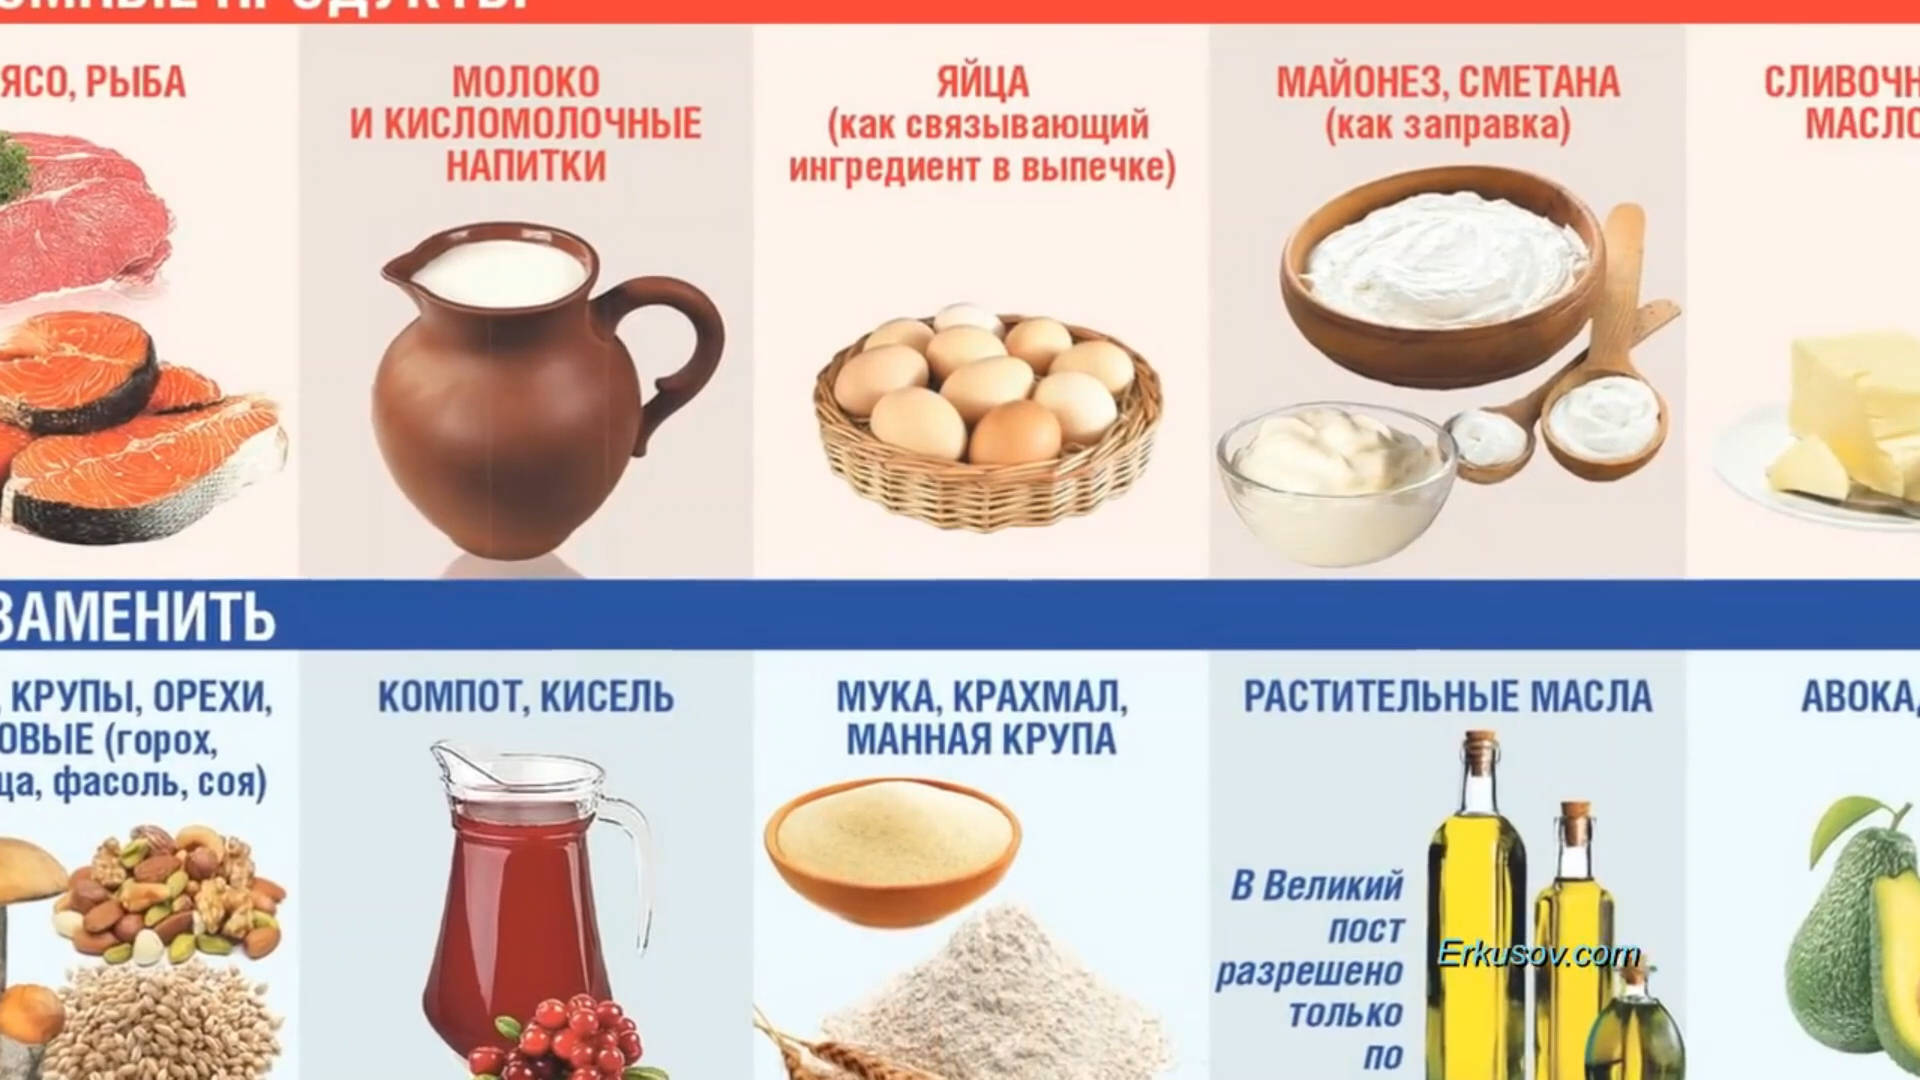 ПРОДУКТЫ
ЯСО, РЫБА
МОЛОКО
И КИСЛОМОЛОЧНЫЕ
НАПИТКИ
ЯЙЦА
(как связывающий
ингредиент в выпечке)
МАЙОНЕЗ, СМЕТАНА
(как заправка)
СЛИВОЧН
МАСЛО
ЗАМЕНИТЬ
, КРУПЫ, ОРЕХИ,
ОВЫЕ (горох,
ца, фасоль, соя)
КОМПОТ, КИСЕЛЬ
МУКА, КРАХМАЛ,
МАННАЯ КРУПА
РАСТИТЕЛЬНЫЕ МАСЛА
В Великий
пост
разрешено
только
по
АВОКА
Erkusov.com